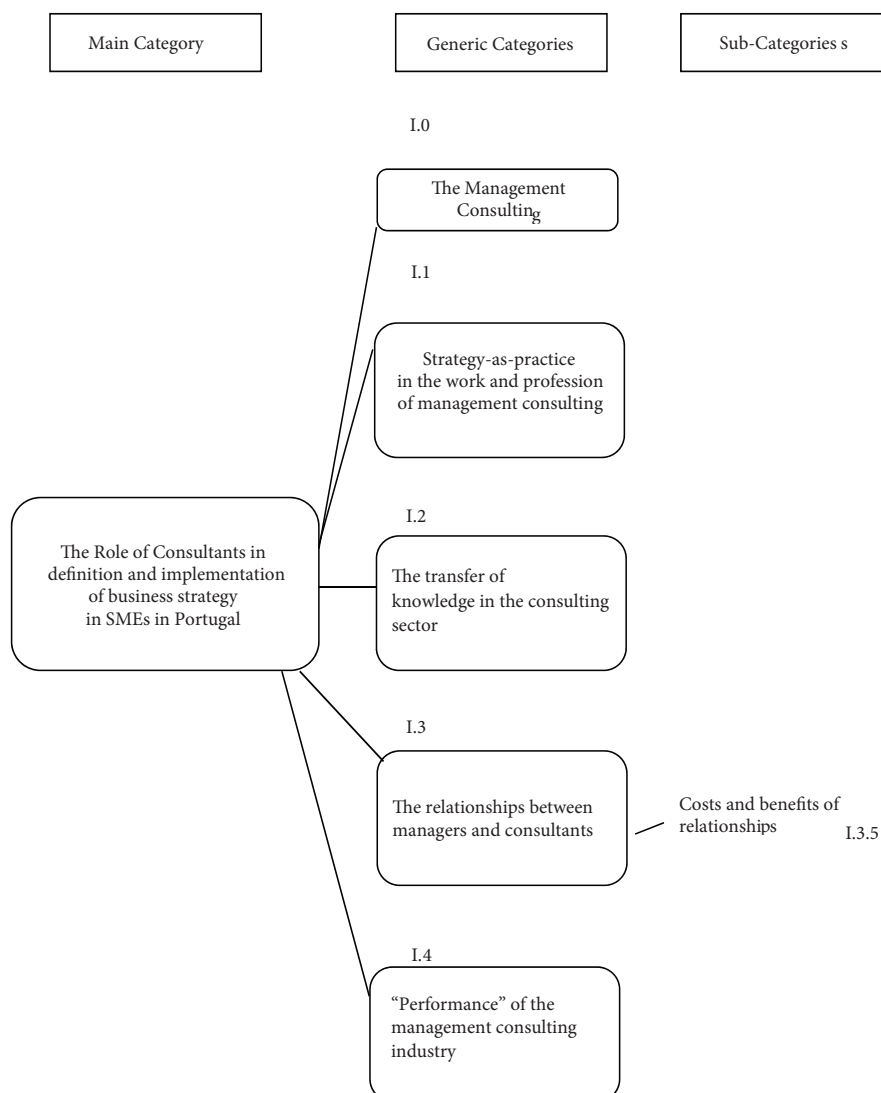 Main Category
Generic Categories
Sub-Categories s
I.0
The Management
Consulting
I.1
Strategy-as-practice
in the work and profession
of management consulting
The Role of Consultants in
definition and implementation
of business strategy
in SMEs in Portugal
I.2
The transfer of
knowledge in the consulting
sector
I.3
The relationships between
managers and consultants
Costs and benefits of
relationships
I.3.5
I.4
“Performance” of the
management consulting
industry